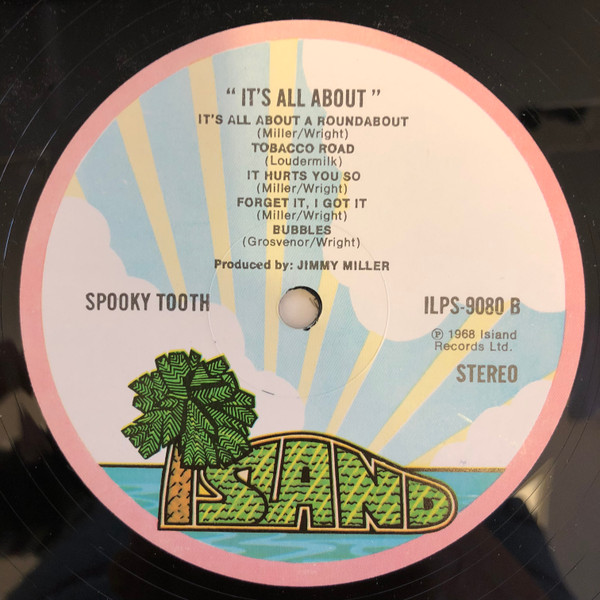 “ IT'S ALL ABOUT ”
IT'S ALL ABOUT A ROUNDABOUT
(Miller/Wright)
TOBACCO ROAD
(Loudermilk)
IT HURTS YOU SO
(Miller/Wright)
FORGET IT, I GOT IT
(Miller/Wright)
BUBBLES
(Grosvenor/Wright)
Produced by: JIMMY MILLER
SPOOKY TOOTH
ILPS-9080 B
℗ 1968 Island
Records Ltd.
STEREO
ISLAND